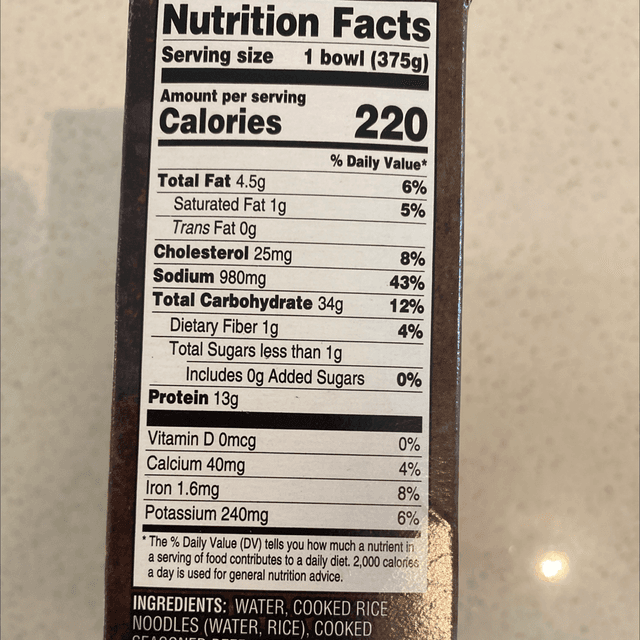 Nutrition Facts
Serving size 1 bowl (375g)
Amount per serving
Calories 220
% Daily Value*
Total Fat 4.5g 6%
Saturated Fat 1g 5%
Trans Fat 0g
Cholesterol 25mg 8%
Sodium 980mg 43%
Total Carbohydrate 34g 12%
Dietary Fiber 1g 4%
Total Sugars less than 1g
Includes 0g Added Sugars 0%
Protein 13g
Vitamin D 0mcg 0%
Calcium 40mg 4%
Iron 1.6mg 8%
Potassium 240mg 6%
* The % Daily Value (DV) tells you how much a nutrient in
a serving of food contributes to a daily diet. 2,000 calories
a day is used for general nutrition advice.
INGREDIENTS: WATER, COOKED RICE
NOODLES (WATER, RICE), COOKED